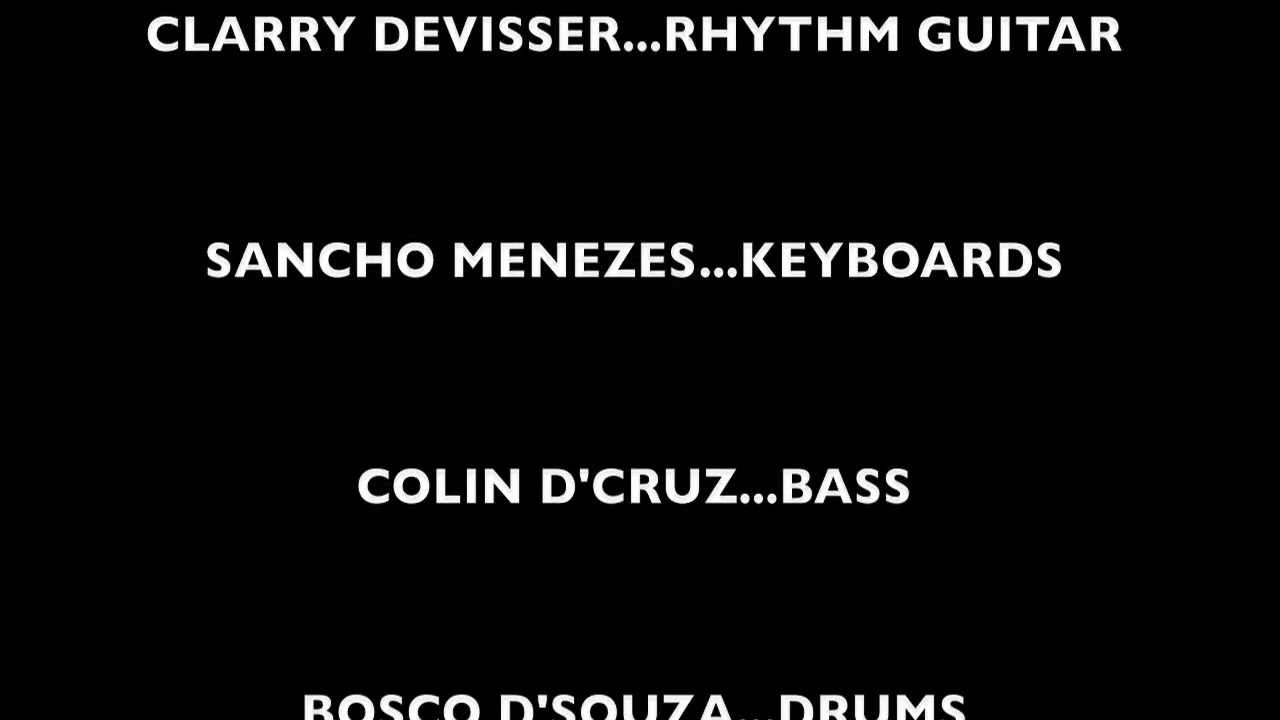 CLARRY DEVISSER...RHYTHM GUITAR
SANCHO MENEZES...KEYBOARDS
COLIN D'CRUZ...BASS
BOSCO D'SOUZA...DRUMS